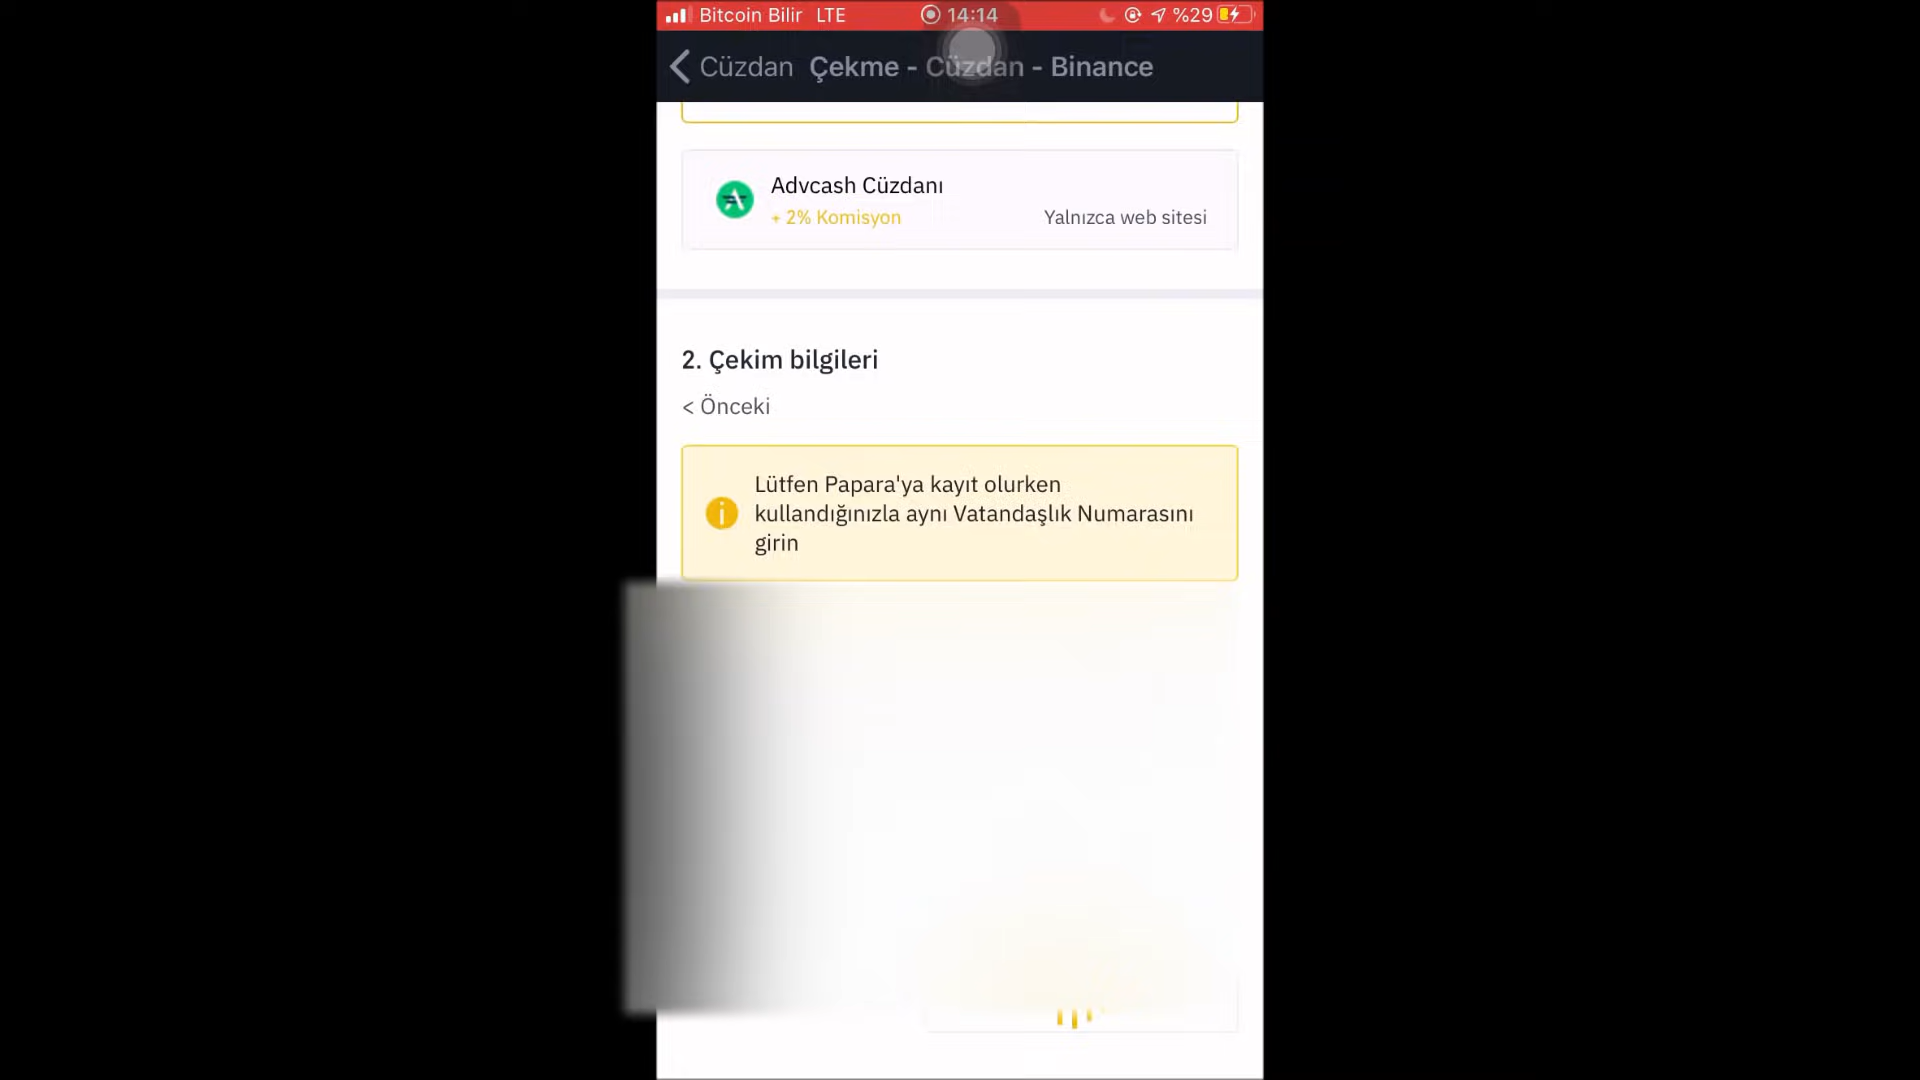 Bitcoin Bilir LTE 14:14 %29
Cüzdan Çekme - Cüzdan - Binance
Advcash Cüzdanı
+ 2% Komisyon Yalnızca web sitesi
2. Çekim bilgileri
< Önceki
Lütfen Papara'ya kayıt olurken
kullandığınızla aynı Vatandaşlık Numarasını
girin